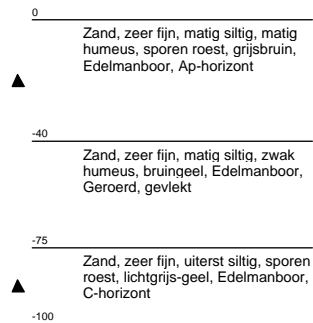 0
Zand, zeer fijn, matig siltig, matig
humeus, sporen roest, grijsbruin,
Edelmanboor, Ap-horizont
-40
Zand, zeer fijn, matig siltig, zwak
humeus, bruingeel, Edelmanboor,
Geroerd, gevlekt
-75
Zand, zeer fijn, uiterst siltig, sporen
roest, lichtgrijs-geel, Edelmanboor,
C-horizont
-100